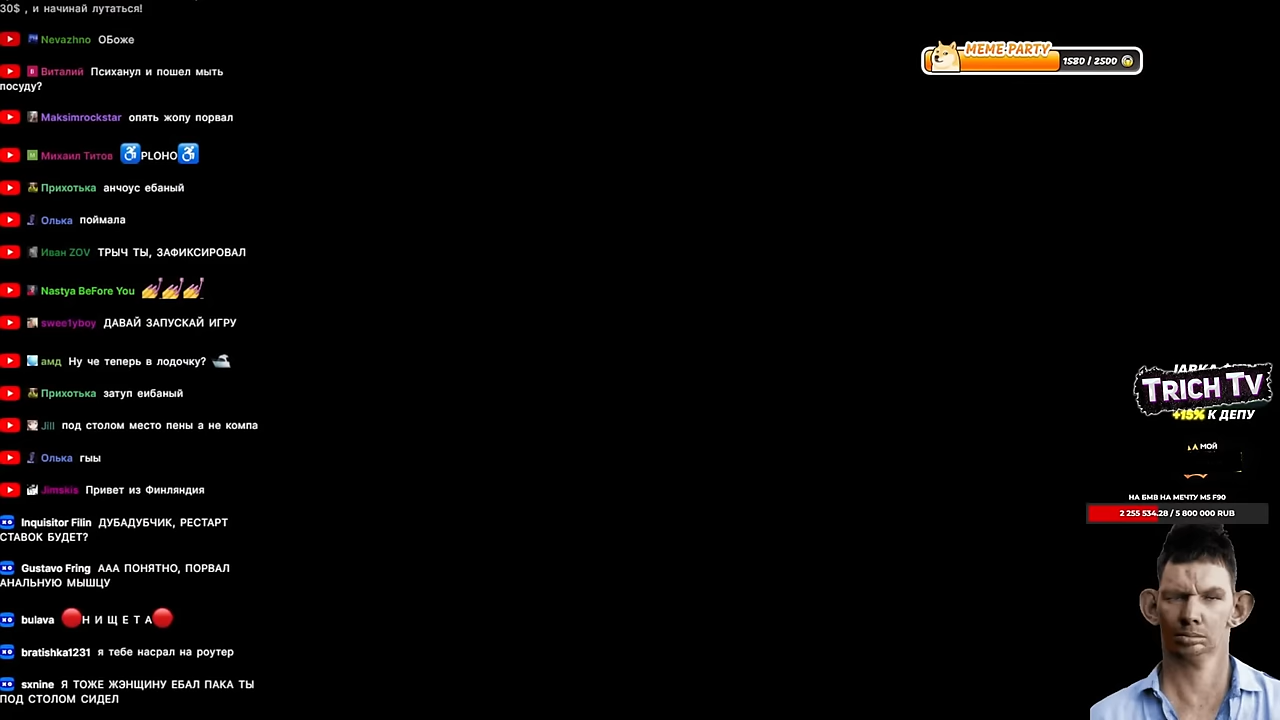 30$ , и начинай лутаться!
Nevazhno ОБоже
Виталий Психанул и пошел мыть
посуду?
Maksimrockstar опять жопу порвал
Михаил Титов ♿PLOHO♿
Прихотька анчоус ебаный
Олька поймала
Иван ZOV ТРЫЧ ТЫ, ЗАФИКСИРОВАЛ
Nastya BeFore You 💅💅💅
swee1yboy ДАВАЙ ЗАПУСКАЙ ИГРУ
амд Ну че теперь в лодочку? 🛥
Прихотька затуп еибаный
Jill под столом место пены а не компа
Олька гыы
Jimskis Привет из Финляндия
Inquisitor Filin ДУБАДУБЧИК, РЕСТАРТ
СТАВОК БУДЕТ?
Gustavo Fring ААА ПОНЯТНО, ПОРВАЛ
АНАЛЬНУЮ МЫШЦУ
bulava 🔴Н И Щ Е Т А🔴
bratishka1231 я тебе насрал на роутер
sxnine Я ТОЖЕ ЖЭНЩИНУ ЕБАЛ ПАКА ТЫ
ПОД СТОЛОМ СИДЕЛ
MEME PARTY
1580 / 2500
TRICH TV
+15% К ДЕПУ
МОЙ
НА БМВ НА МЕЧТУ M5 F90
2 255 534.28 / 5 800 000 RUB